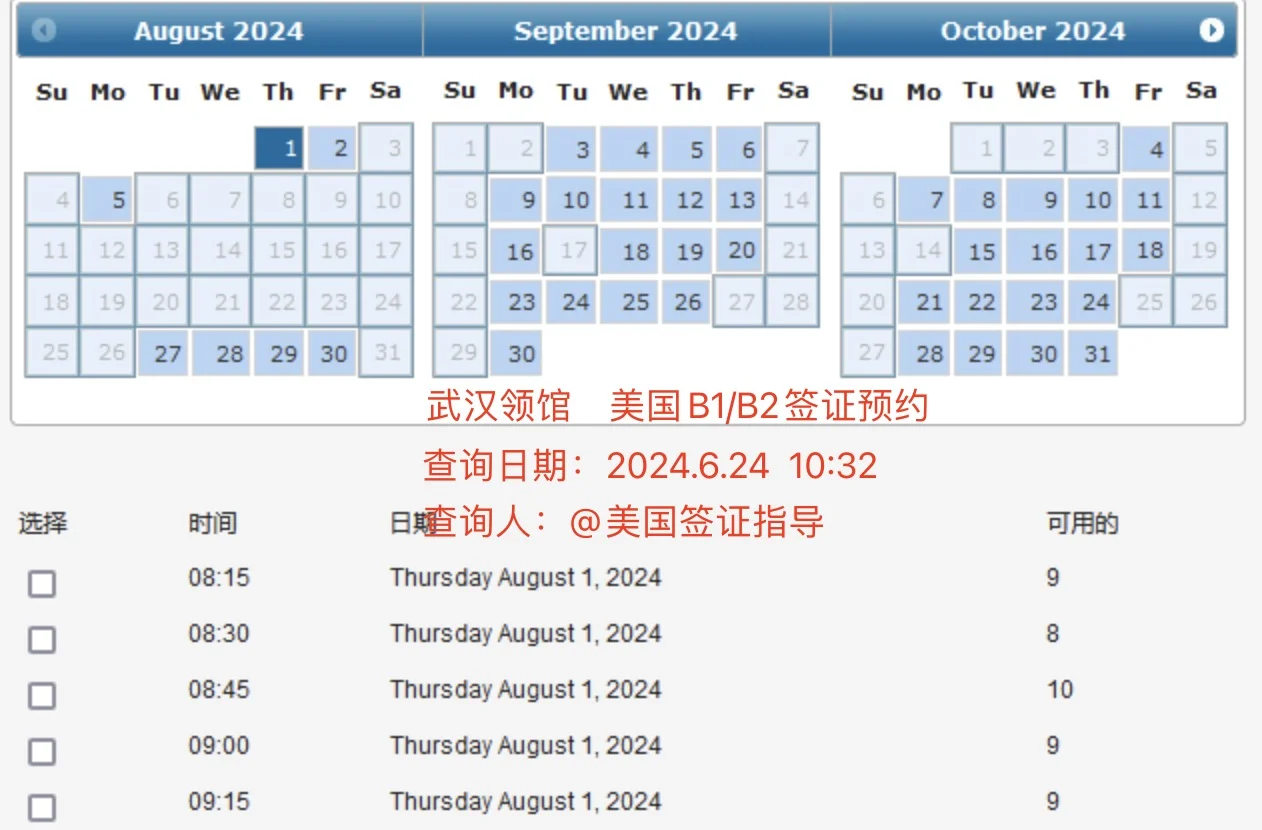 August 2024 September 2024 October 2024
Su Mo Tu We Th Fr Sa Su Mo Tu We Th Fr Sa Su Mo Tu We Th Fr Sa
1 2 3 1 2 3 4 5 6 7 1 2 3 4 5
4 5 6 7 8 9 10 8 9 10 11 12 13 14 6 7 8 9 10 11 12
11 12 13 14 15 16 17 15 16 17 18 19 20 21 13 14 15 16 17 18 19
18 19 20 21 22 23 24 22 23 24 25 26 27 28 20 21 22 23 24 25 26
25 26 27 28 29 30 31 29 30 27 28 29 30 31
武汉领馆 美国B1/B2签证预约
查询日期：2024.6.24 10:32
查询人：@美国签证指导
选择 时间 日期 可用的
08:15 Thursday August 1, 2024 9
08:30 Thursday August 1, 2024 8
08:45 Thursday August 1, 2024 10
09:00 Thursday August 1, 2024 9
09:15 Thursday August 1, 2024 9